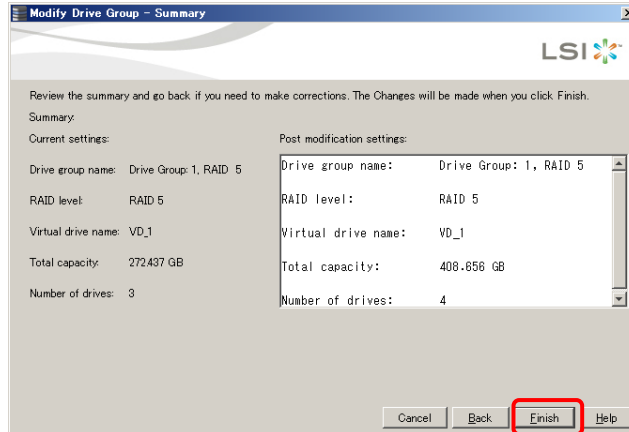 Modify Drive Group - Summary
LSI
Review the summary and go back if you need to make corrections. The Changes will be made when you click Finish.
Summary:
Current settings:
Drive group name: Drive Group: 1, RAID 5
RAID level: RAID 5
Virtual drive name: VD_1
Total capacity: 272.437 GB
Number of drives: 3
Post modification settings:
Drive group name: Drive Group: 1, RAID 5
RAID level: RAID 5
Virtual drive name: VD_1
Total capacity: 408.656 GB
Number of drives: 4
Cancel Back Finish Help